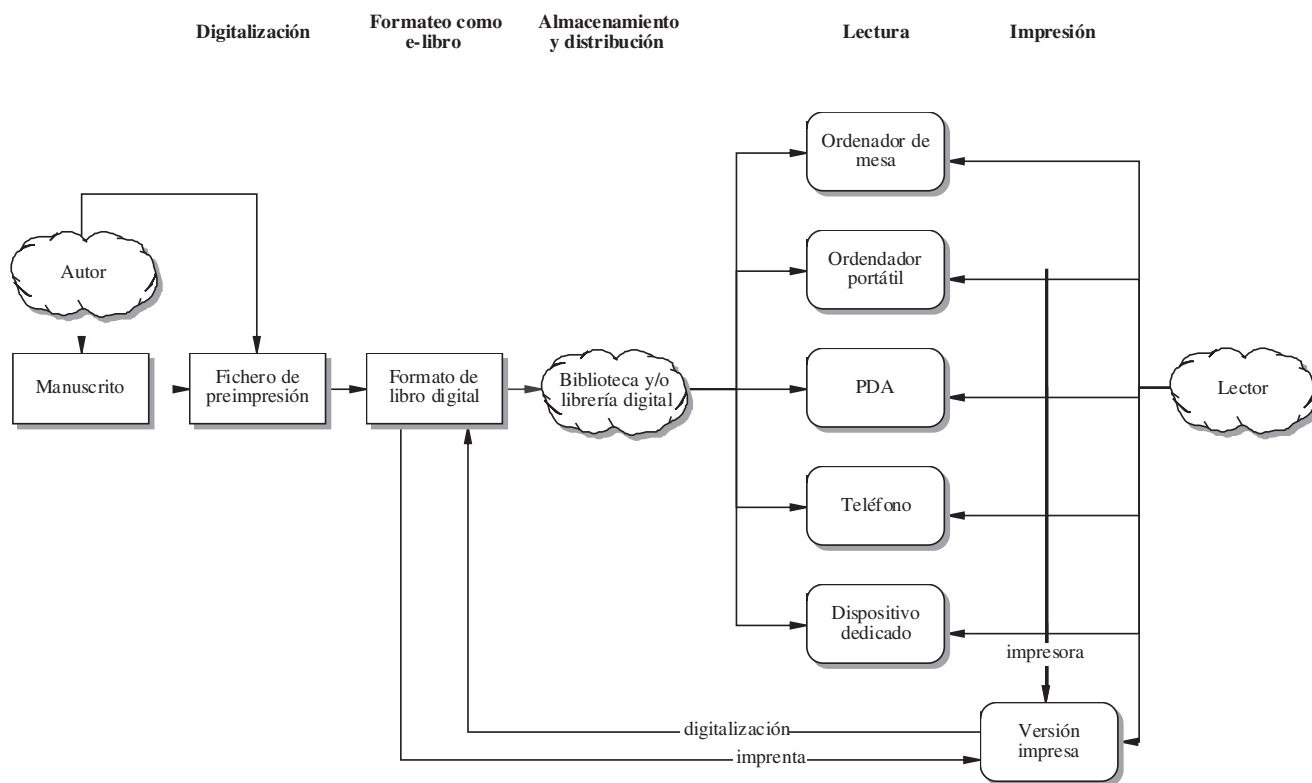 Digitalización
Formateo como
e-libro
Almacenamiento
y distribución
Lectura
Impresión
Ordenador de
mesa
Autor
Ordendador
portátil
Manuscrito
Fichero de
preimpresión
Formato de
libro digital
Biblioteca y/o
librería digital
PDA
Lector
Teléfono
Dispositivo
dedicado
impresora
digitalización
imprenta
Versión
impresa